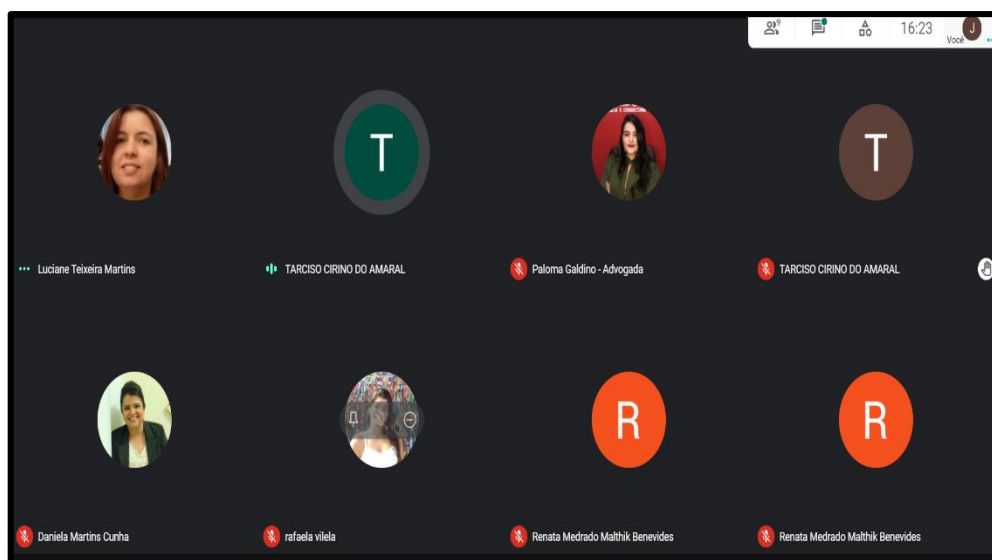 9
16:23
Você
J
T
T
Luciane Teixeira Martins
TARCISO CIRINO DO AMARAL
Paloma Galdino - Advogada
TARCISO CIRINO DO AMARAL
R
R
Daniela Martins Cunha
rafaela vilela
Renata Medrado Malthik Benevides
Renata Medrado Malthik Benevides